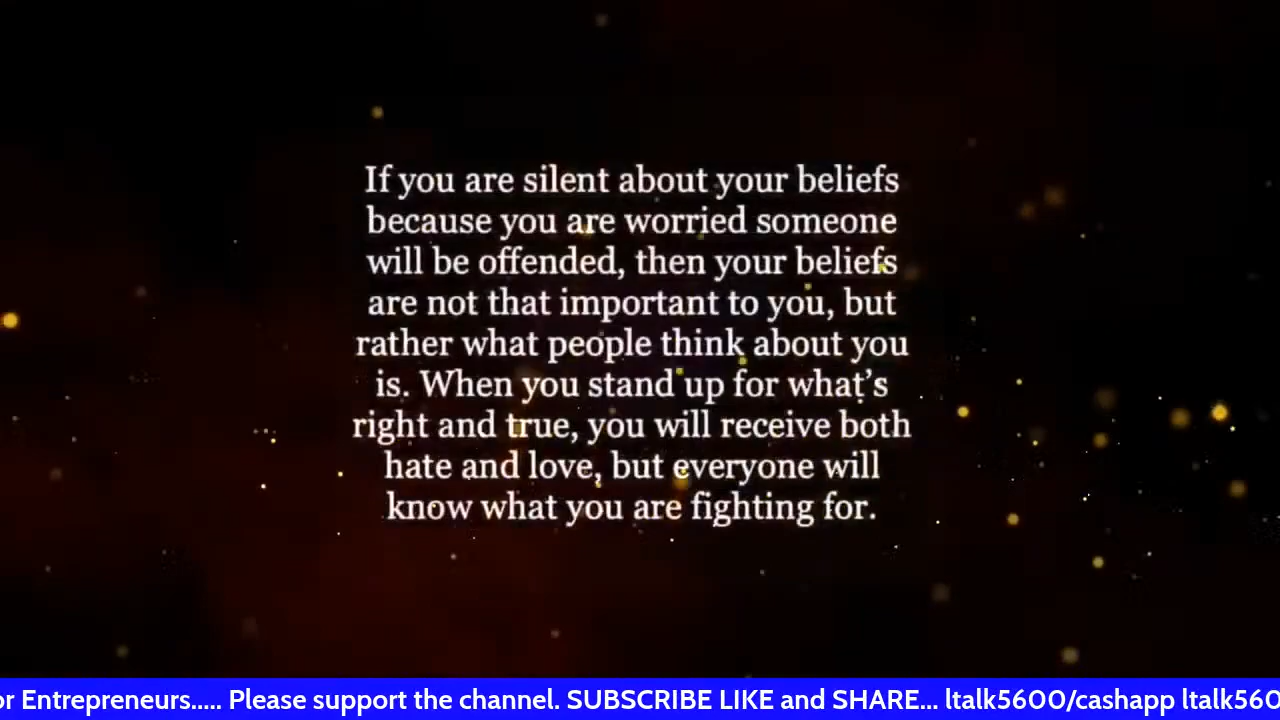 If you are silent about your beliefs
because you are worried someone
will be offended, then your beliefs
are not that important to you, but
rather what people think about you
is. When you stand up for what’s
right and true, you will receive both
hate and love, but everyone will
know what you are fighting for.
or Entrepreneurs..... Please support the channel. SUBSCRIBE LIKE and SHARE... ltalk5600/cashapp ltalk560